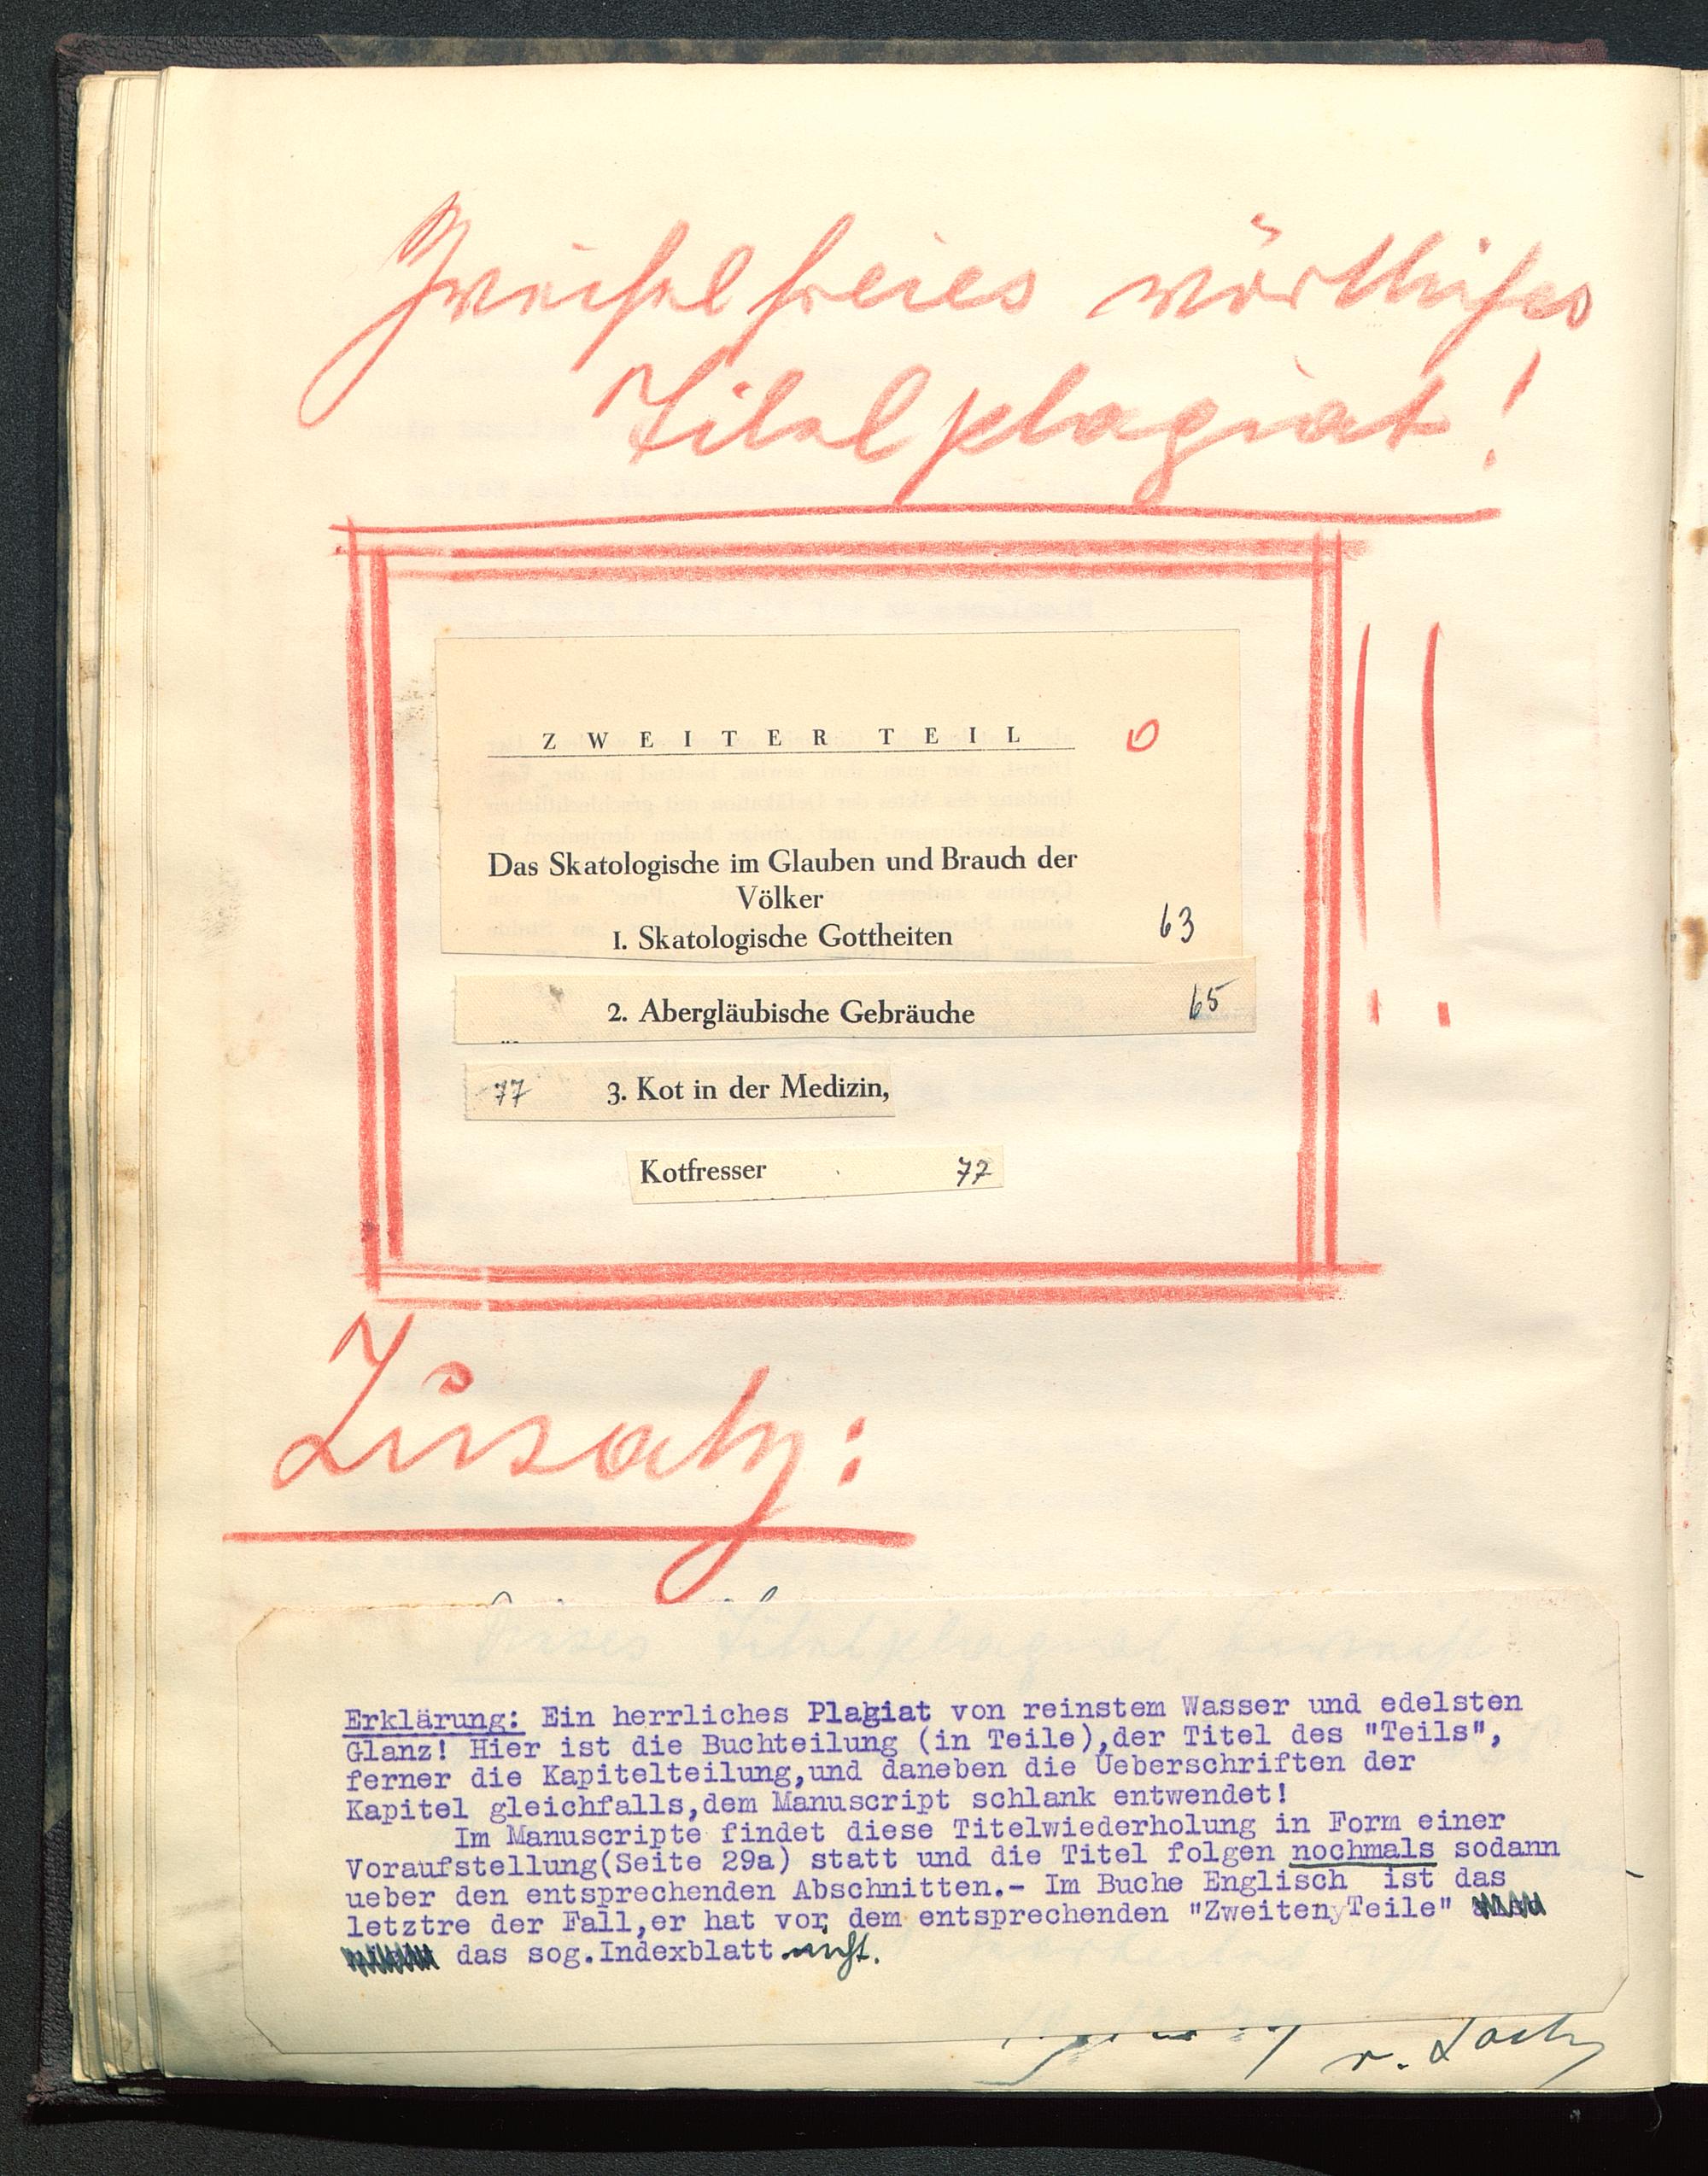 Zweifelfreies wörtliches
Titelplagiat!
ZWEITER TEIL
Das Skatologische im Glauben und Brauch der
Völker
1. Skatologische Gottheiten 63
2. Abergläubische Gebräuche 65
77 3. Kot in der Medizin,
Kotfresser 77
!!
Zusatz:
Dieses Titelplagiat
Erklärung: Ein herrliches Plagiat von reinstem Wasser und edelsten
Glanz! Hier ist die Buchteilung (in Teile),der Titel des "Teils",
ferner die Kapitelteilung,und daneben die Ueberschriften der
Kapitel gleichfalls,dem Manuscript schlank entwendet!
Im Manuscripte findet diese Titelwiederholung in Form einer
Voraufstellung(Seite 29a) statt und die Titel folgen nochmals sodann
ueber den entsprechenden Abschnitten.- Im Buche Englisch ist das
letztre der Fall,er hat vor dem entsprechenden "Zweiten Teile"
das sog.Indexblatt nicht.